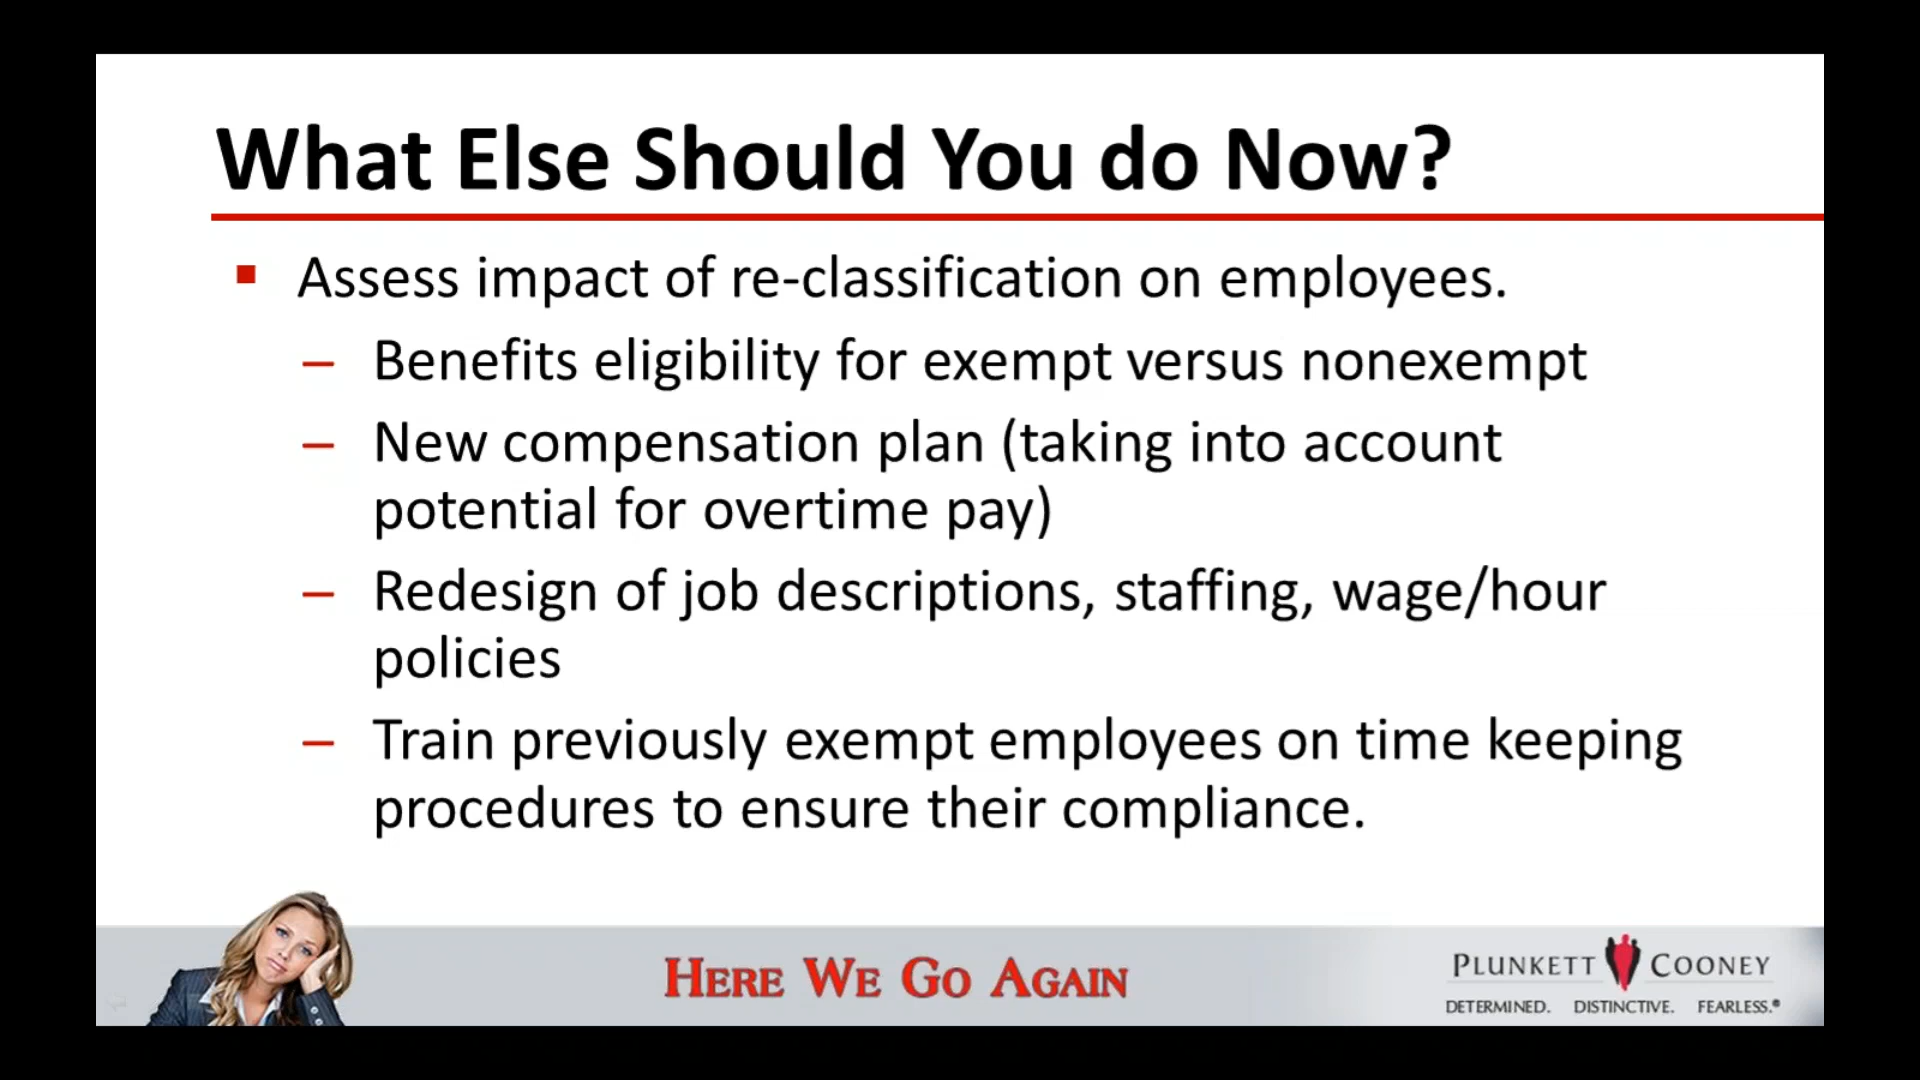 What Else Should You do Now?
▪ Assess impact of re-classification on employees.
– Benefits eligibility for exempt versus nonexempt
– New compensation plan (taking into account
potential for overtime pay)
– Redesign of job descriptions, staffing, wage/hour
policies
– Train previously exempt employees on time keeping
procedures to ensure their compliance.
HERE WE GO AGAIN
PLUNKETT COONEY
DETERMINED. DISTINCTIVE. FEARLESS.®